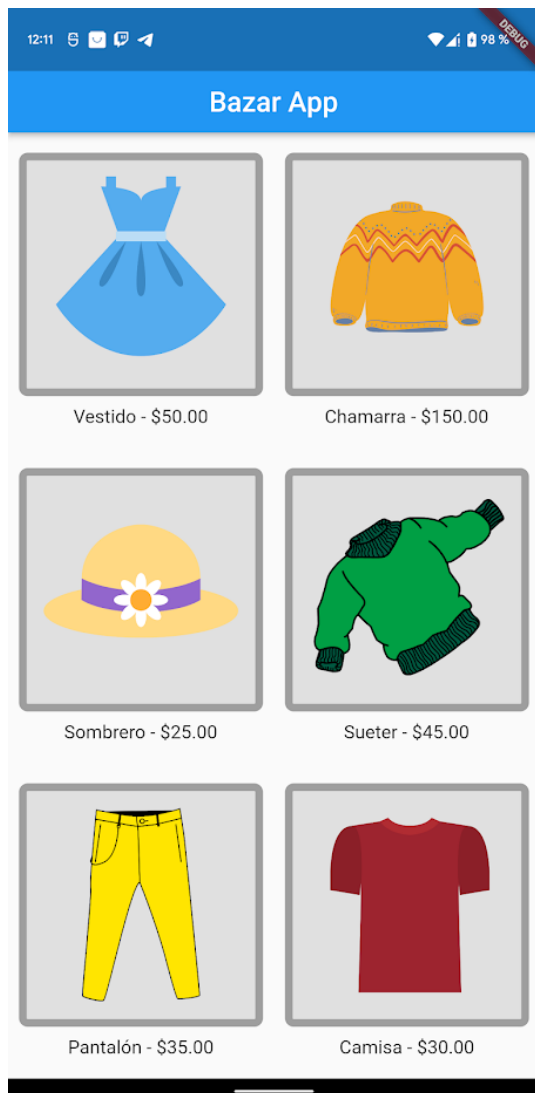 12:11 98 %
DEBUG
Bazar App
Vestido - $50.00 Chamarra - $150.00
Sombrero - $25.00 Sueter - $45.00
Pantalón - $35.00 Camisa - $30.00